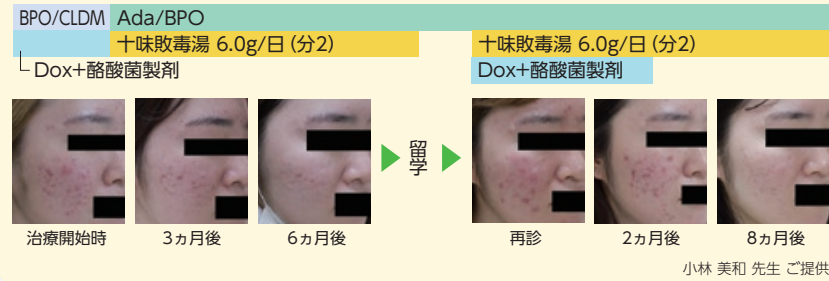 BPO/CLDM Ada/BPO
十味敗毒湯 6.0g/日 (分2) 十味敗毒湯 6.0g/日 (分2)
Dox+酪酸菌製剤 Dox+酪酸菌製剤
留学
治療開始時 3ヵ月後 6ヵ月後 再診 2ヵ月後 8ヵ月後
小林 美和 先生 ご提供